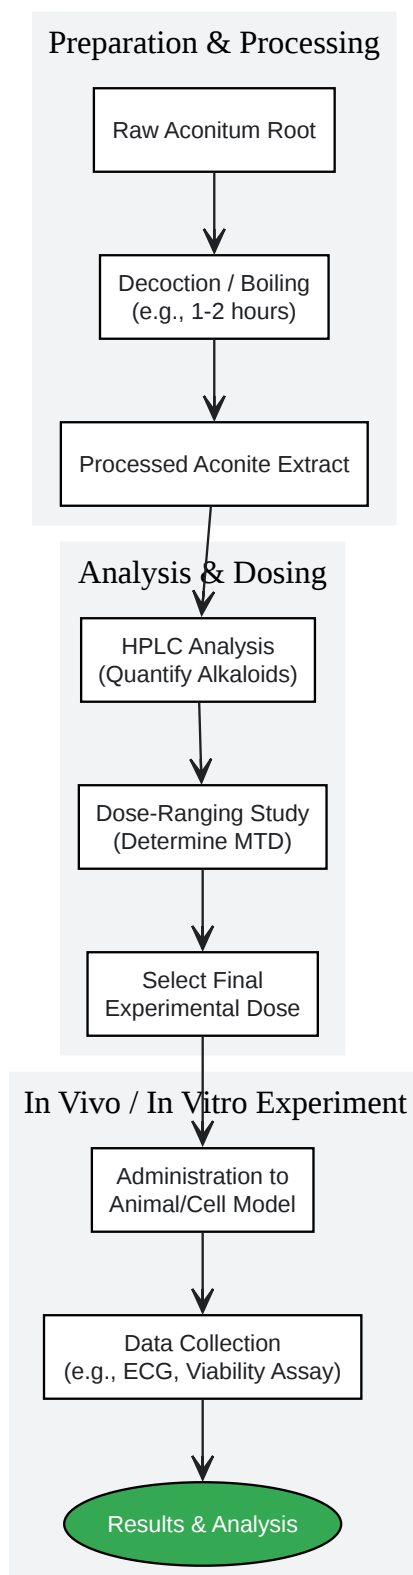 Preparation & Processing
Raw Aconitum Root
Decoction / Boiling
(e.g., 1-2 hours)
Processed Aconite Extract
Analysis & Dosing
HPLC Analysis
(Quantify Alkaloids)
Dose-Ranging Study
(Determine MTD)
Select Final
Experimental Dose
In Vivo / In Vitro Experiment
Administration to
Animal/Cell Model
Data Collection
(e.g., ECG, Viability Assay)
Results & Analysis